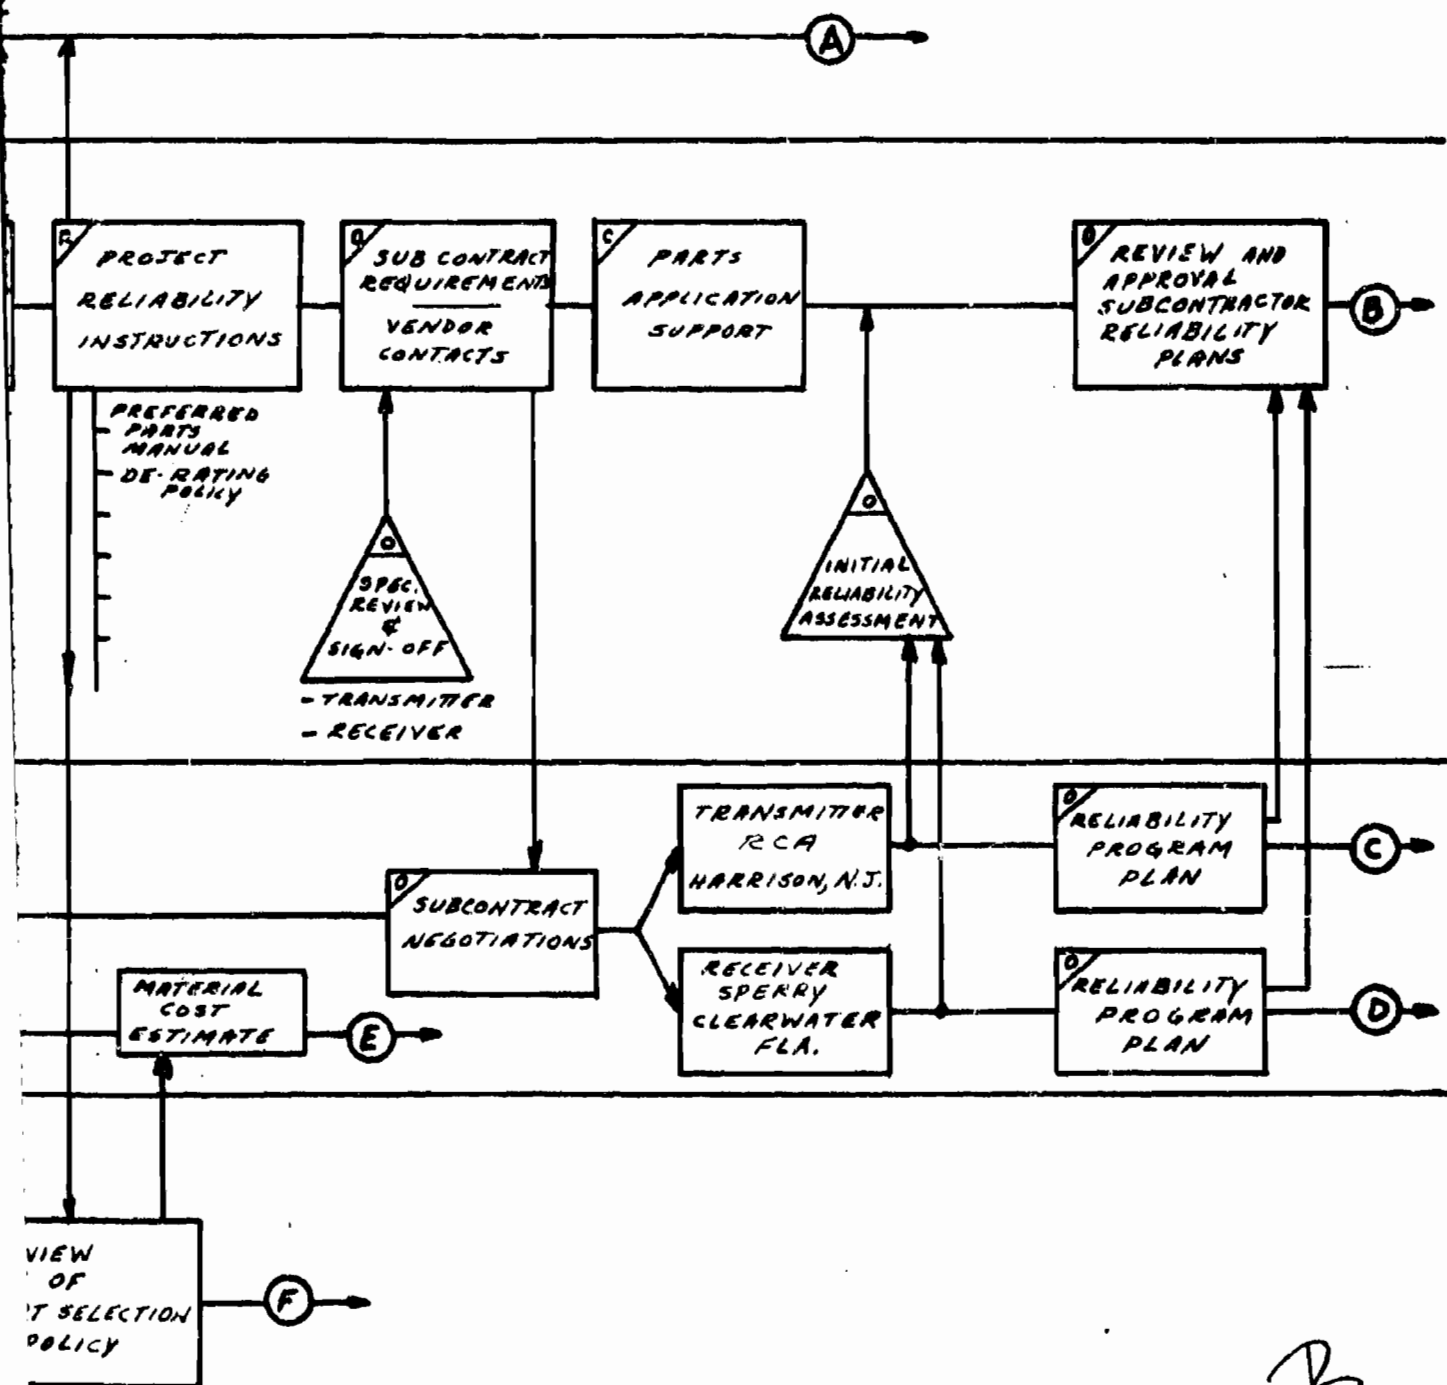 A
PROJECT
RELIABILITY
INSTRUCTIONS
O
SUB CONTRACT
REQUIREMENTS
VENDOR
CONTACTS
C
PARTS
APPLICATION
SUPPORT
O
REVIEW AND
APPROVAL
SUBCONTRACTOR
RELIABILITY
PLANS
B
PREFERRED
PARTS
MANUAL
DE-RATING
POLICY
O
SPEC.
REVIEW
&
SIGN-OFF
- TRANSMITTER
- RECEIVER
O
INITIAL
RELIABILITY
ASSESSMENT
O
SUBCONTRACT
NEGOTIATIONS
TRANSMITTER
RCA
HARRISON, N.J.
O
RELIABILITY
PROGRAM
PLAN
C
RECEIVER
SPERRY
CLEARWATER
FLA.
O
RELIABILITY
PROGRAM
PLAN
D
MATERIAL
COST
ESTIMATE
E
VIEW
OF
T SELECTION
POLICY
F
B